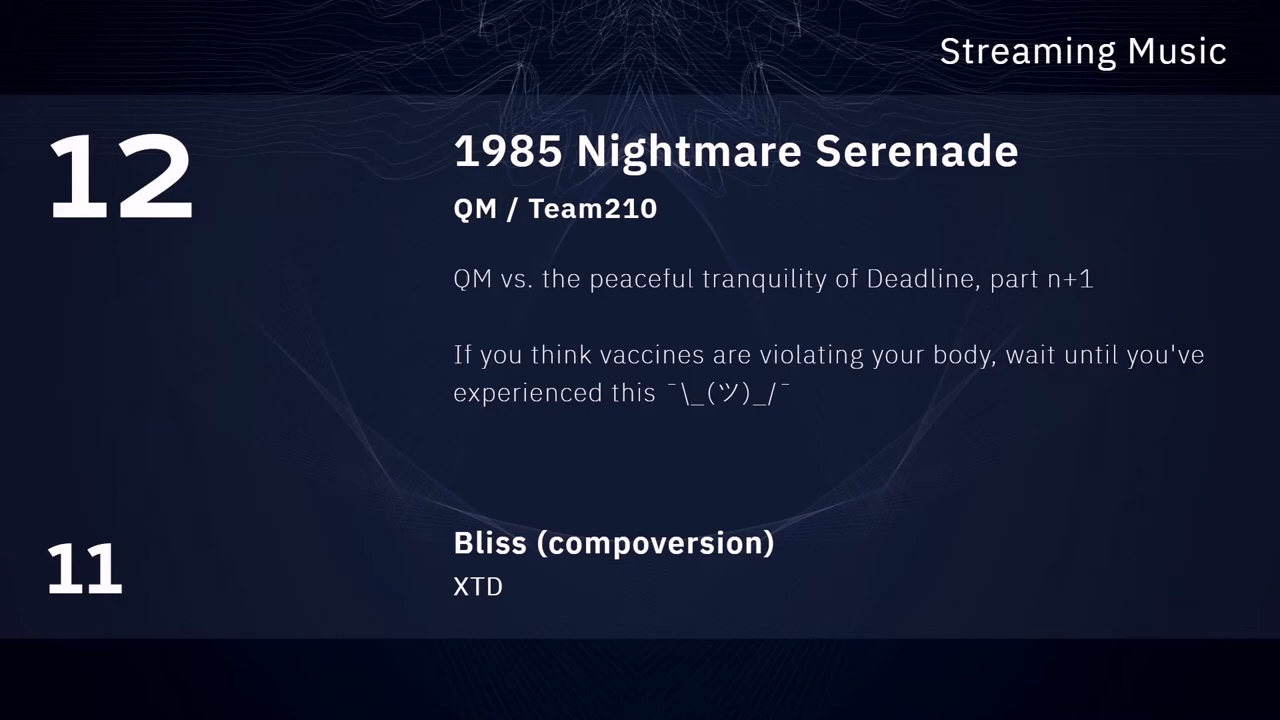 Streaming Music
12
1985 Nightmare Serenade
QM / Team210
QM vs. the peaceful tranquility of Deadline, part n+1
If you think vaccines are violating your body, wait until you've
experienced this ¯\_(ツ)_/¯
11
Bliss (compoversion)
XTD